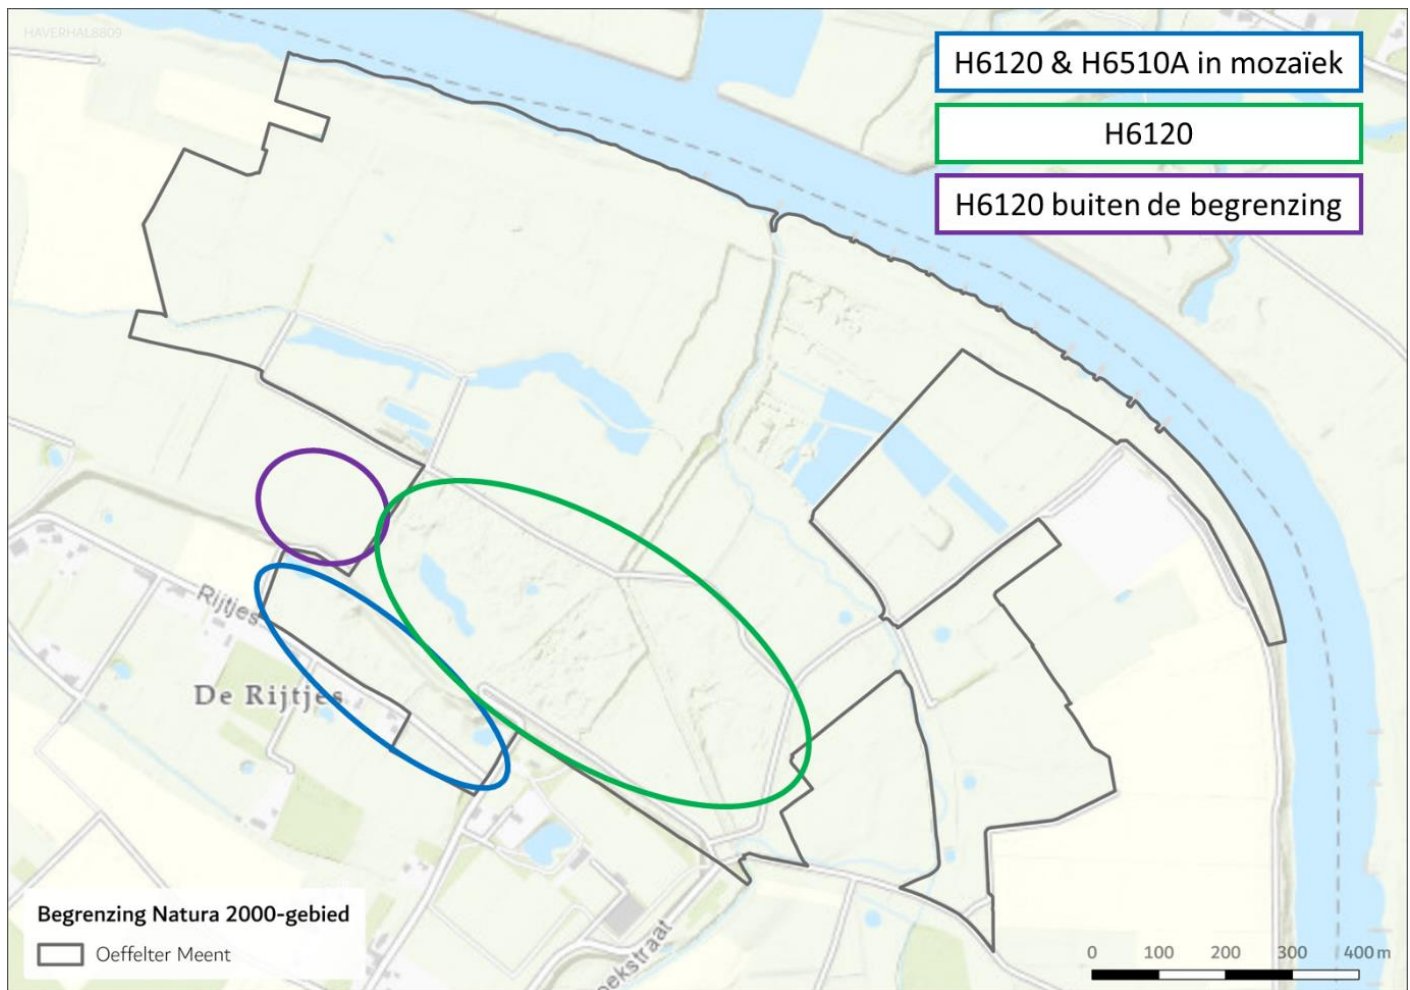 HAVERHAL8809
H6120 & H6510A in mozaïek
H6120
H6120 buiten de begrenzing
Rijtjes
De Rijtjes
Begrenzing Natura 2000-gebied
Oeffelter Meent
oekstraat
0 100 200 300 400 m